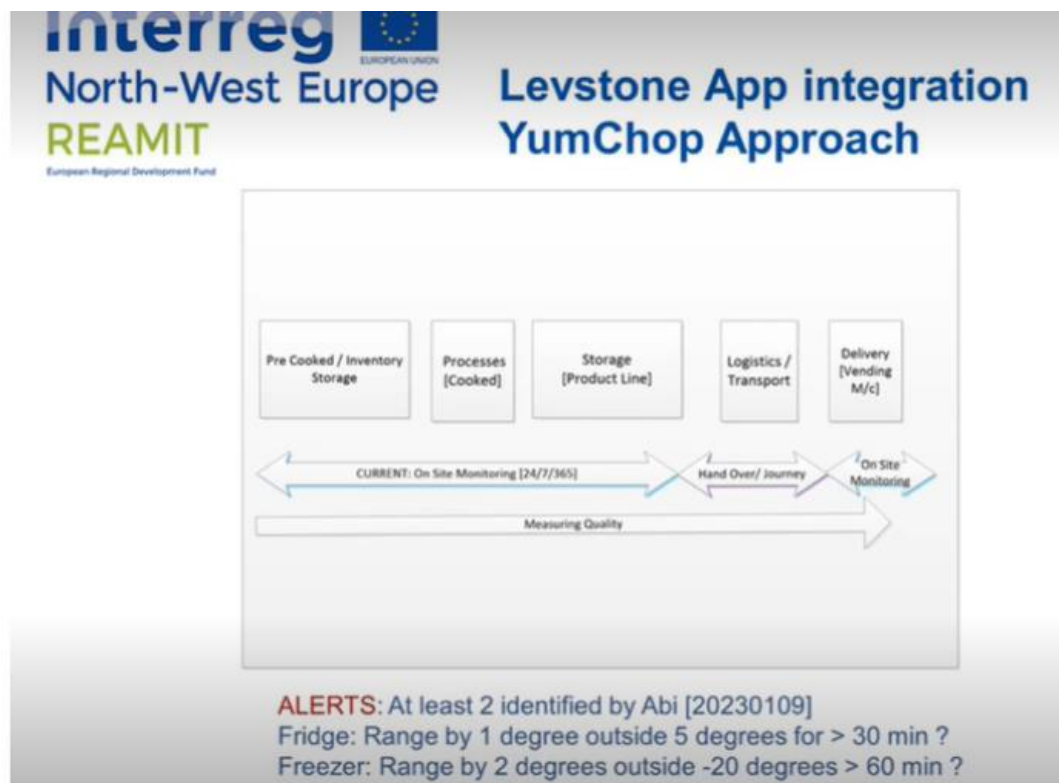 Interreg
EUROPEAN UNION
North-West Europe
REAMIT
European Regional Development Fund
Levstone App integration
YumChop Approach
Pre Cooked / Inventory
Storage
Processes
[Cooked]
Storage
[Product Line]
Logistics /
Transport
Delivery
[Vending
M/c]
CURRENT: On Site Monitoring [24/7/365]
Hand Over/ Journey
On Site
Monitoring
Measuring Quality
ALERTS: At least 2 identified by Abi [20230109]
Fridge: Range by 1 degree outside 5 degrees for > 30 min ?
Freezer: Range by 2 degrees outside -20 degrees > 60 min ?